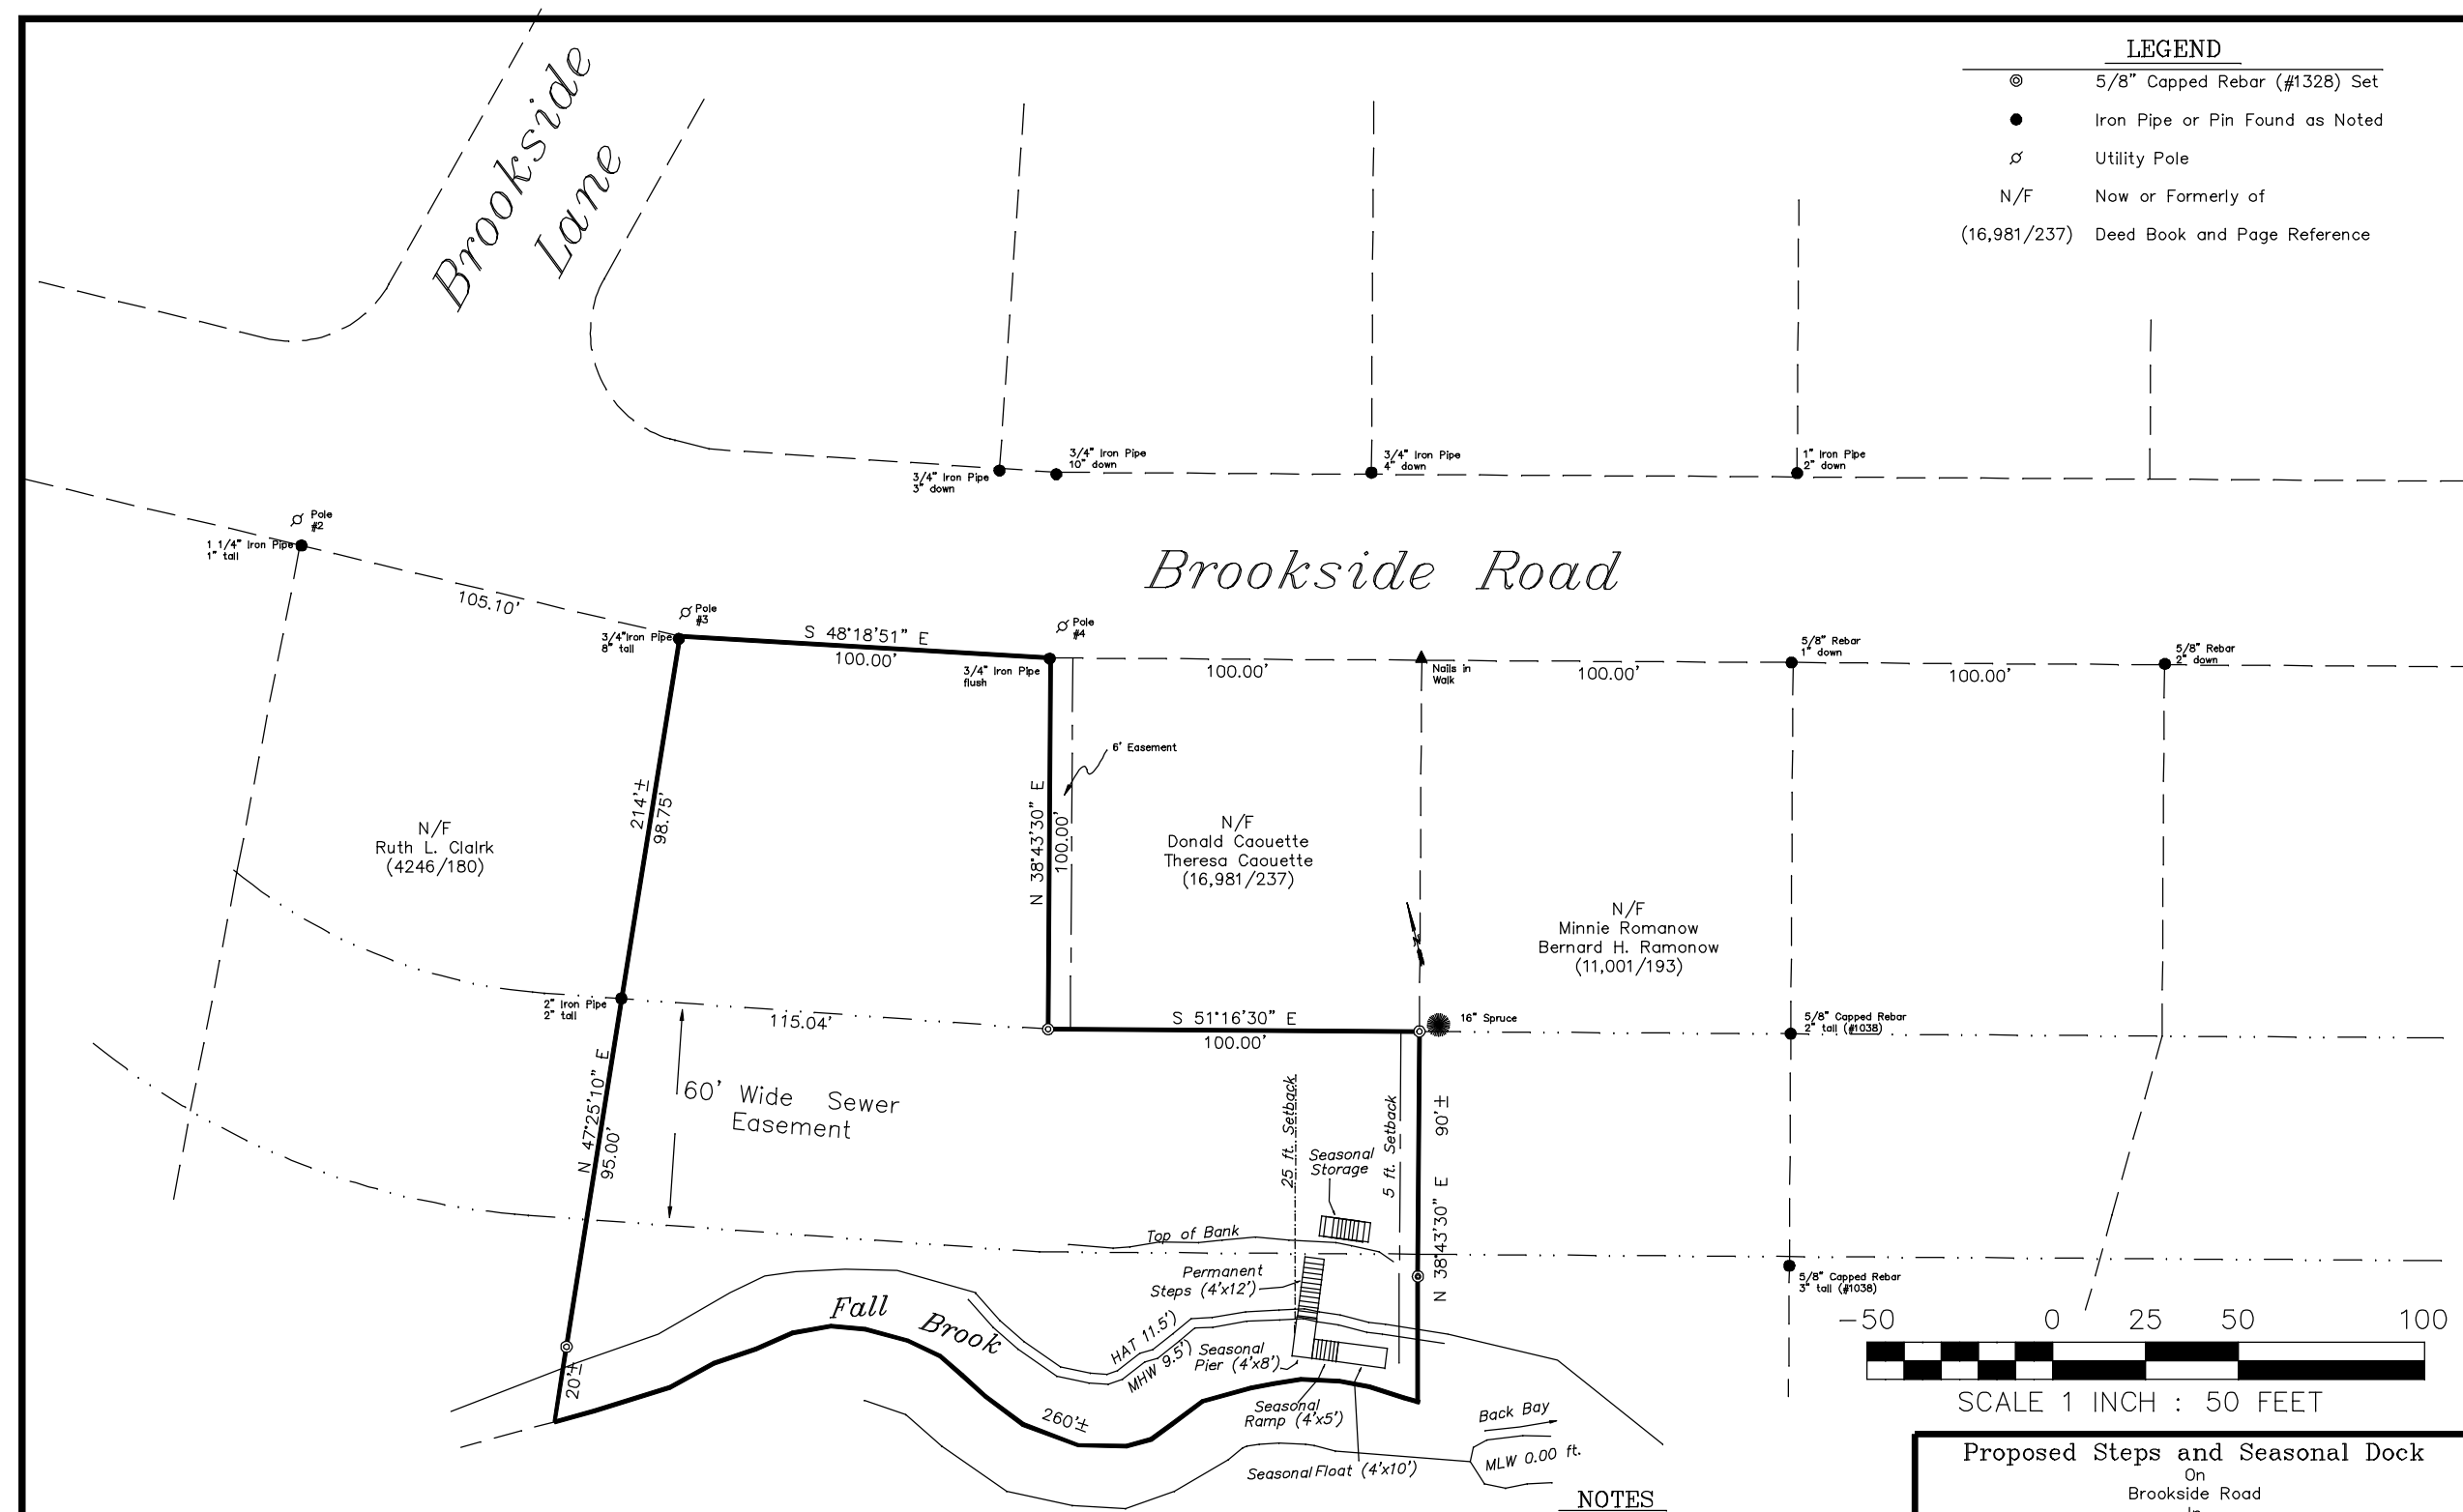 LEGEND
5/8" Capped Rebar (#1328) Set
Iron Pipe or Pin Found as Noted
Utility Pole
N/F Now or Formerly of
(16,981/237) Deed Book and Page Reference
Brookside
Lane
3/4" Iron Pipe
3" down
3/4" Iron Pipe
10" down
3/4" Iron Pipe
4" down
1" Iron Pipe
2" down
Pole
#2
1 1/4" Iron Pipe
1" tall
Brookside Road
105.10'
Pole
#3
3/4"Iron Pipe
8" tall
S 48°18'51" E
100.00'
Pole
#4
3/4" Iron Pipe
flush
100.00'
Nails in
Walk
100.00'
5/8" Rebar
1" down
100.00'
5/8" Rebar
2" down
6' Easement
214'±
98.75'
N 38°43'30" E
100.00'
N/F
Ruth L. Clalrk
(4246/180)
N/F
Donald Caouette
Theresa Caouette
(16,981/237)
N/F
Minnie Romanow
Bernard H. Ramonow
(11,001/193)
2" Iron Pipe
2" tall
115.04'
S 51°16'30" E
100.00'
16" Spruce
5/8" Capped Rebar
2" tall (#1038)
N 47°25'10" E
95.00'
60' Wide Sewer
Easement
25 ft. Setback
Seasonal
Storage
5 ft. Setback
N 38°43'30" E 90'±
Top of Bank
Permanent
Steps (4'x12')
5/8" Capped Rebar
3" tall (#1038)
Fall Brook
HAT 11.5')
MHW 9.5')
Seasonal
Pier (4'x8')
20'±
260'±
Seasonal
Ramp (4'x5')
Seasonal Float (4'x10')
Back Bay
MLW 0.00 ft.
-50 0 25 50 100
SCALE 1 INCH : 50 FEET
NOTES
Proposed Steps and Seasonal Dock
On
Brookside Road
In